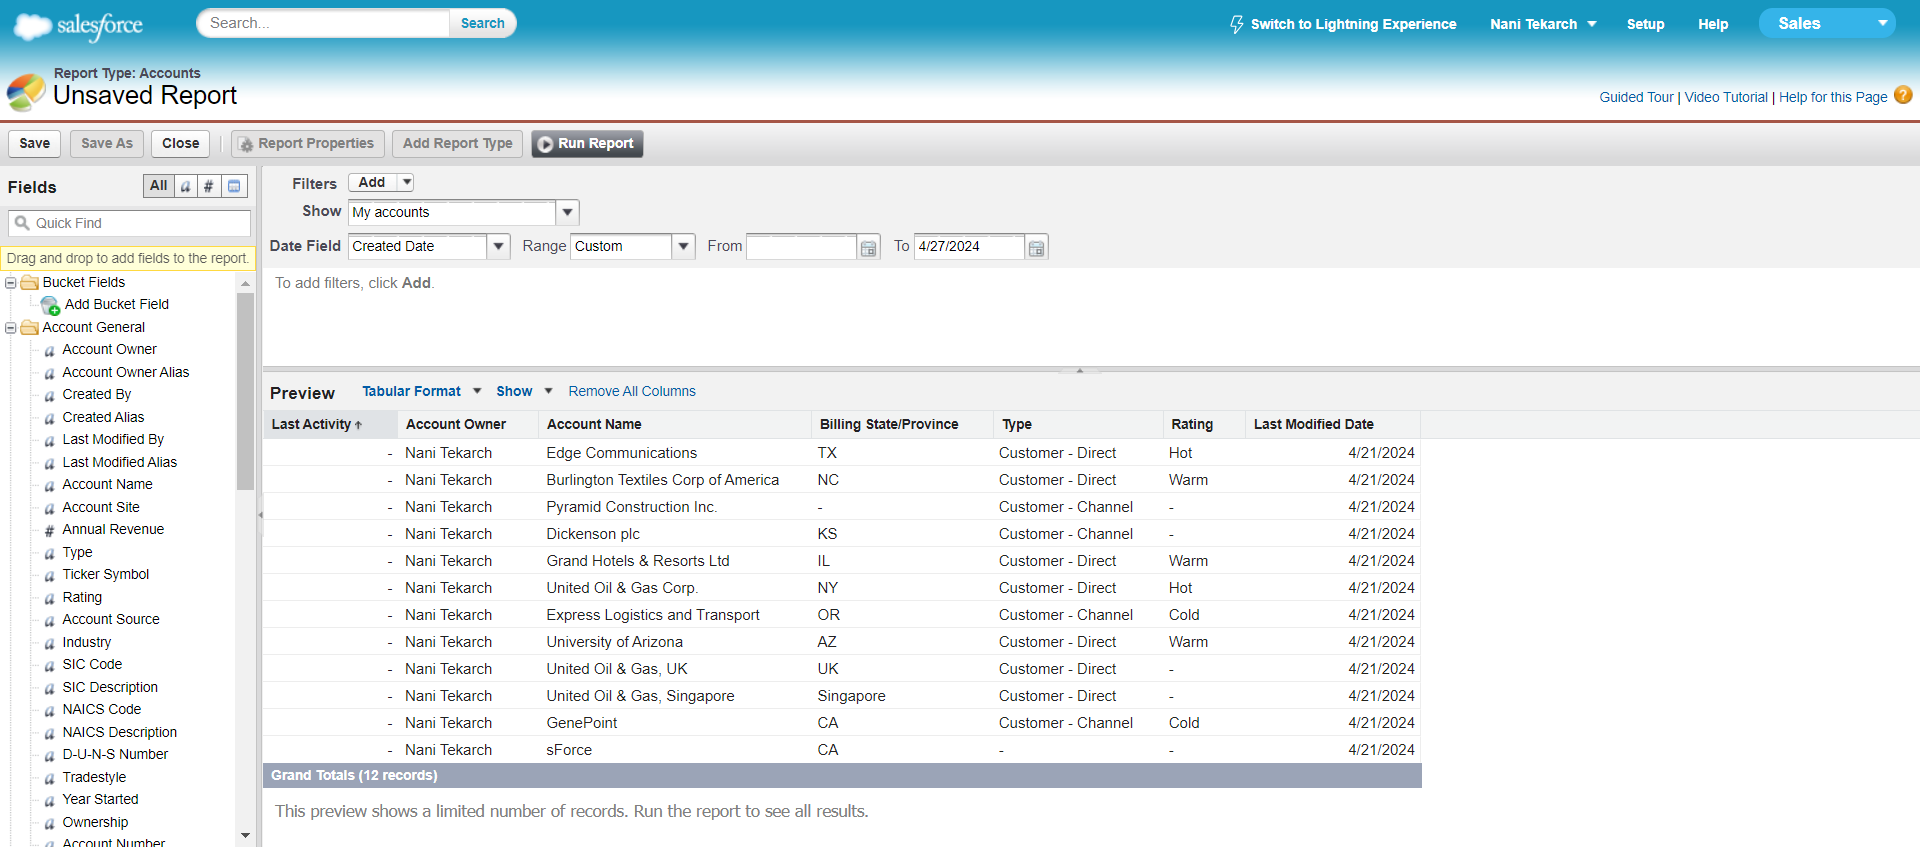 salesforce
Search...
Search
Switch to Lightning Experience
Nani Tekarch
Setup
Help
Sales
Report Type: Accounts
Unsaved Report
Guided Tour | Video Tutorial | Help for this Page ?
Save
Save As
Close
Report Properties
Add Report Type
Run Report
Fields
All a #
Quick Find
Drag and drop to add fields to the report.
Bucket Fields
Add Bucket Field
Account General
a Account Owner
a Account Owner Alias
a Created By
a Created Alias
a Last Modified By
a Last Modified Alias
a Account Name
a Account Site
# Annual Revenue
a Type
a Ticker Symbol
a Rating
a Account Source
a Industry
a SIC Code
a SIC Description
a NAICS Code
a NAICS Description
a D-U-N-S Number
a Tradestyle
a Year Started
a Ownership
a Account Number
Filters Add
Show My accounts
Date Field Created Date Range Custom From To 4/27/2024
To add filters, click Add.
Preview Tabular Format Show Remove All Columns
Last Activity Account Owner Account Name Billing State/Province Type Rating Last Modified Date
- Nani Tekarch Edge Communications TX Customer - Direct Hot 4/21/2024
- Nani Tekarch Burlington Textiles Corp of America NC Customer - Direct Warm 4/21/2024
- Nani Tekarch Pyramid Construction Inc. - Customer - Channel - 4/21/2024
- Nani Tekarch Dickenson plc KS Customer - Channel - 4/21/2024
- Nani Tekarch Grand Hotels & Resorts Ltd IL Customer - Direct Warm 4/21/2024
- Nani Tekarch United Oil & Gas Corp. NY Customer - Direct Hot 4/21/2024
- Nani Tekarch Express Logistics and Transport OR Customer - Channel Cold 4/21/2024
- Nani Tekarch University of Arizona AZ Customer - Direct Warm 4/21/2024
- Nani Tekarch United Oil & Gas, UK UK Customer - Direct - 4/21/2024
- Nani Tekarch United Oil & Gas, Singapore Singapore Customer - Direct - 4/21/2024
- Nani Tekarch GenePoint CA Customer - Channel Cold 4/21/2024
- Nani Tekarch sForce CA - - 4/21/2024
Grand Totals (12 records)
This preview shows a limited number of records. Run the report to see all results.